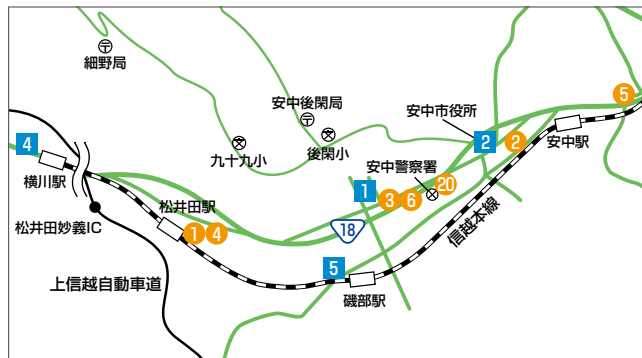 細野局
安中後閑局
九十九小
後閑小
安中市役所
安中駅
5
2
2
4
横川駅
安中警察署
20
1
3
6
松井田駅
1
4
18
松井田妙義IC
信越本線
上信越自動車道
5
磯部駅